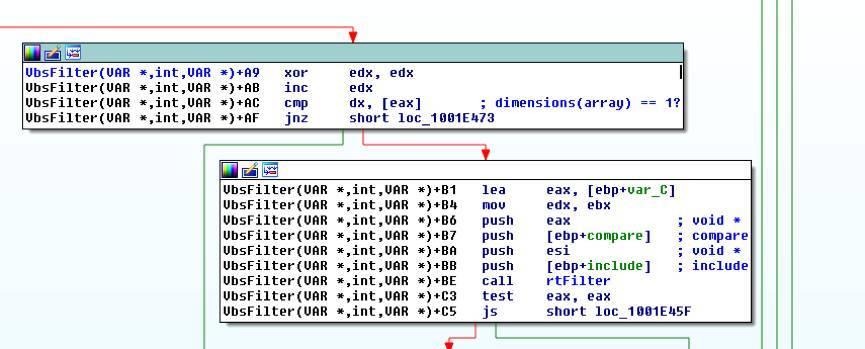 VbsFilter(VAR *,int,VAR *)+A9 xor edx, edx
VbsFilter(VAR *,int,VAR *)+AB inc edx
VbsFilter(VAR *,int,VAR *)+AC cmp dx, [eax] ; dimensions(array) == 1?
VbsFilter(VAR *,int,VAR *)+AF jnz short loc_1001E473
VbsFilter(VAR *,int,VAR *)+B1 lea eax, [ebp+var_C]
VbsFilter(VAR *,int,VAR *)+B4 mov edx, ebx
VbsFilter(VAR *,int,VAR *)+B6 push eax ; void *
VbsFilter(VAR *,int,VAR *)+B7 push [ebp+compare] ; compare
VbsFilter(VAR *,int,VAR *)+BA push esi ; void *
VbsFilter(VAR *,int,VAR *)+BB push [ebp+include] ; include
VbsFilter(VAR *,int,VAR *)+BE call rtFilter
VbsFilter(VAR *,int,VAR *)+C3 test eax, eax
VbsFilter(VAR *,int,VAR *)+C5 js short loc_1001E45F